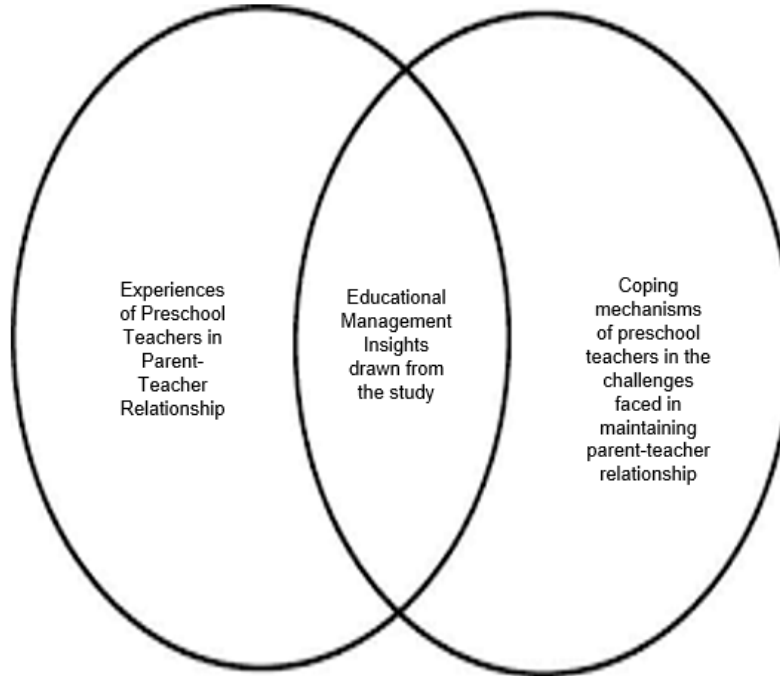 Experiences
of Preschool
Teachers in
Parent-
Teacher
Relationship
Educational
Management
Insights
drawn from
the study
Coping
mechanisms
of preschool
teachers in the
challenges
faced in
maintaining
parent-teacher
relationship